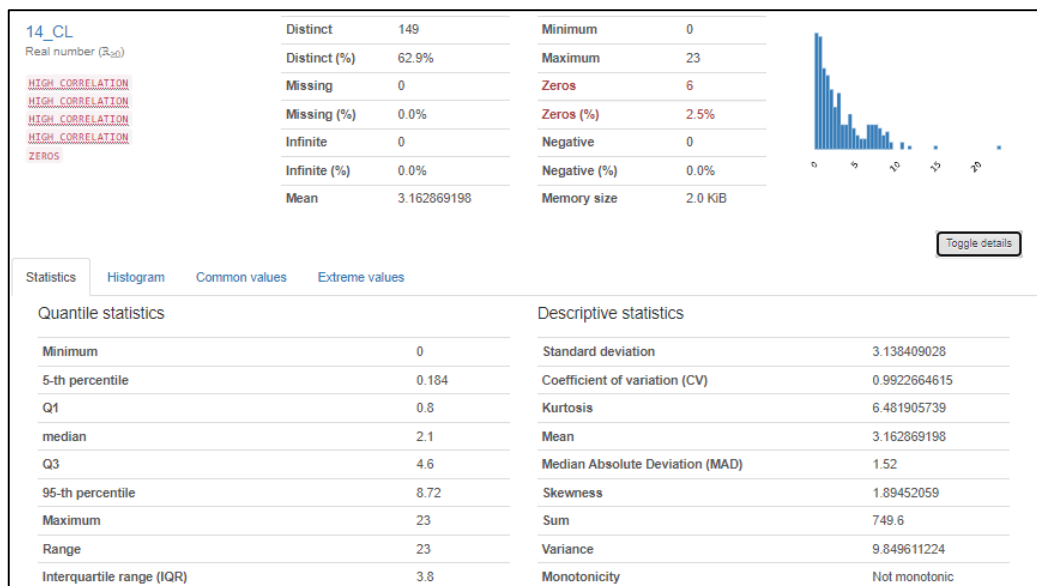 14_CL
Real number (ℝ≥0)
HIGH CORRELATION
HIGH CORRELATION
HIGH CORRELATION
HIGH CORRELATION
ZEROS
Distinct 149
Distinct (%) 62.9%
Missing 0
Missing (%) 0.0%
Infinite 0
Infinite (%) 0.0%
Mean 3.162869198
Minimum 0
Maximum 23
Zeros 6
Zeros (%) 2.5%
Negative 0
Negative (%) 0.0%
Memory size 2.0 KiB
0 5 10 15 20
Toggle details
Statistics Histogram Common values Extreme values
Quantile statistics
Minimum 0
5-th percentile 0.184
Q1 0.8
median 2.1
Q3 4.6
95-th percentile 8.72
Maximum 23
Range 23
Interquartile range (IQR) 3.8
Descriptive statistics
Standard deviation 3.138409028
Coefficient of variation (CV) 0.9922664615
Kurtosis 6.481905739
Mean 3.162869198
Median Absolute Deviation (MAD) 1.52
Skewness 1.89452059
Sum 749.6
Variance 9.849611224
Monotonicity Not monotonic